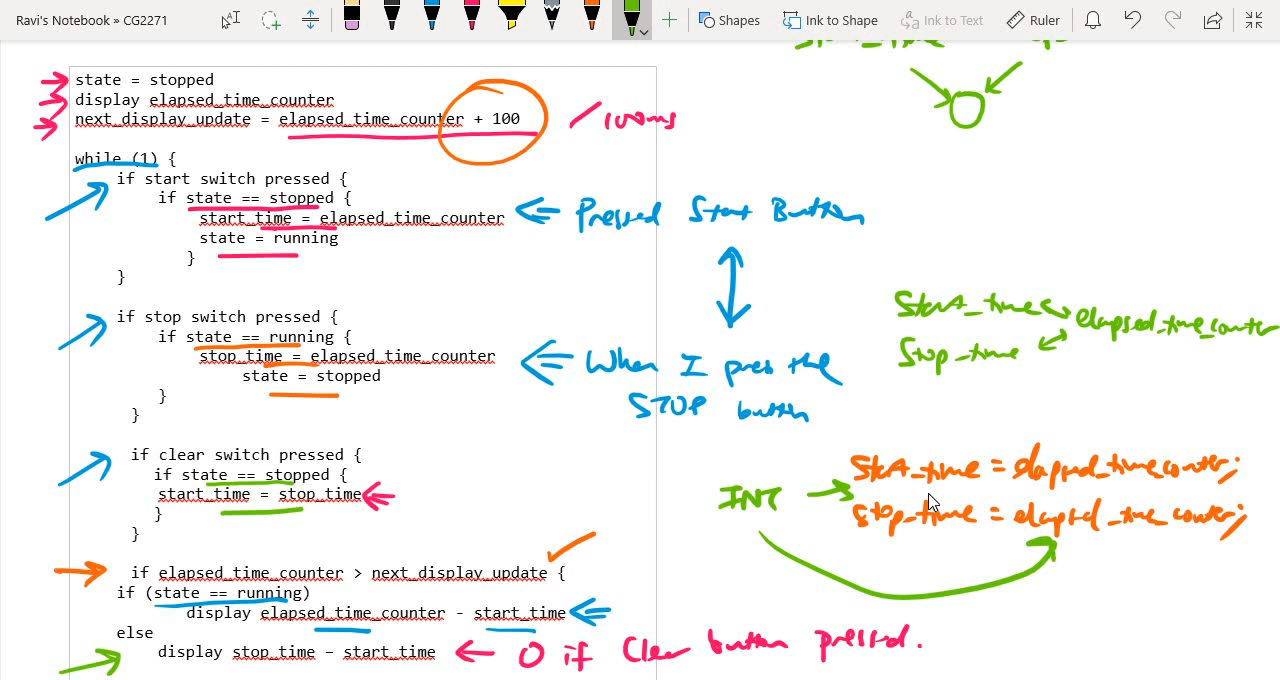 Ravi's Notebook » CG2271
Shapes
Ink to Shape
Ink to Text
Ruler
state = stopped
display elapsed_time_counter
next_display_update = elapsed_time_counter + 100
/100ms
while (1) {
if start switch pressed {
if state == stopped {
start_time = elapsed_time_counter
Pressed Start Button
state = running
}
}
if stop switch pressed {
if state == running {
stop_time = elapsed_time_counter
state = stopped
}
}
When I press the
STOP button
Start_time
elapsed_time_counter
Stop_time
if clear switch pressed {
if state == stopped {
start_time = stop_time
}
}
INT
Start_time = elapsed_time counter;
Stop_time = elapsed_time_counter;
if elapsed_time_counter > next_display_update {
if (state == running)
display elapsed_time_counter - start_time
else
display stop_time - start_time
0 if Clear button pressed.